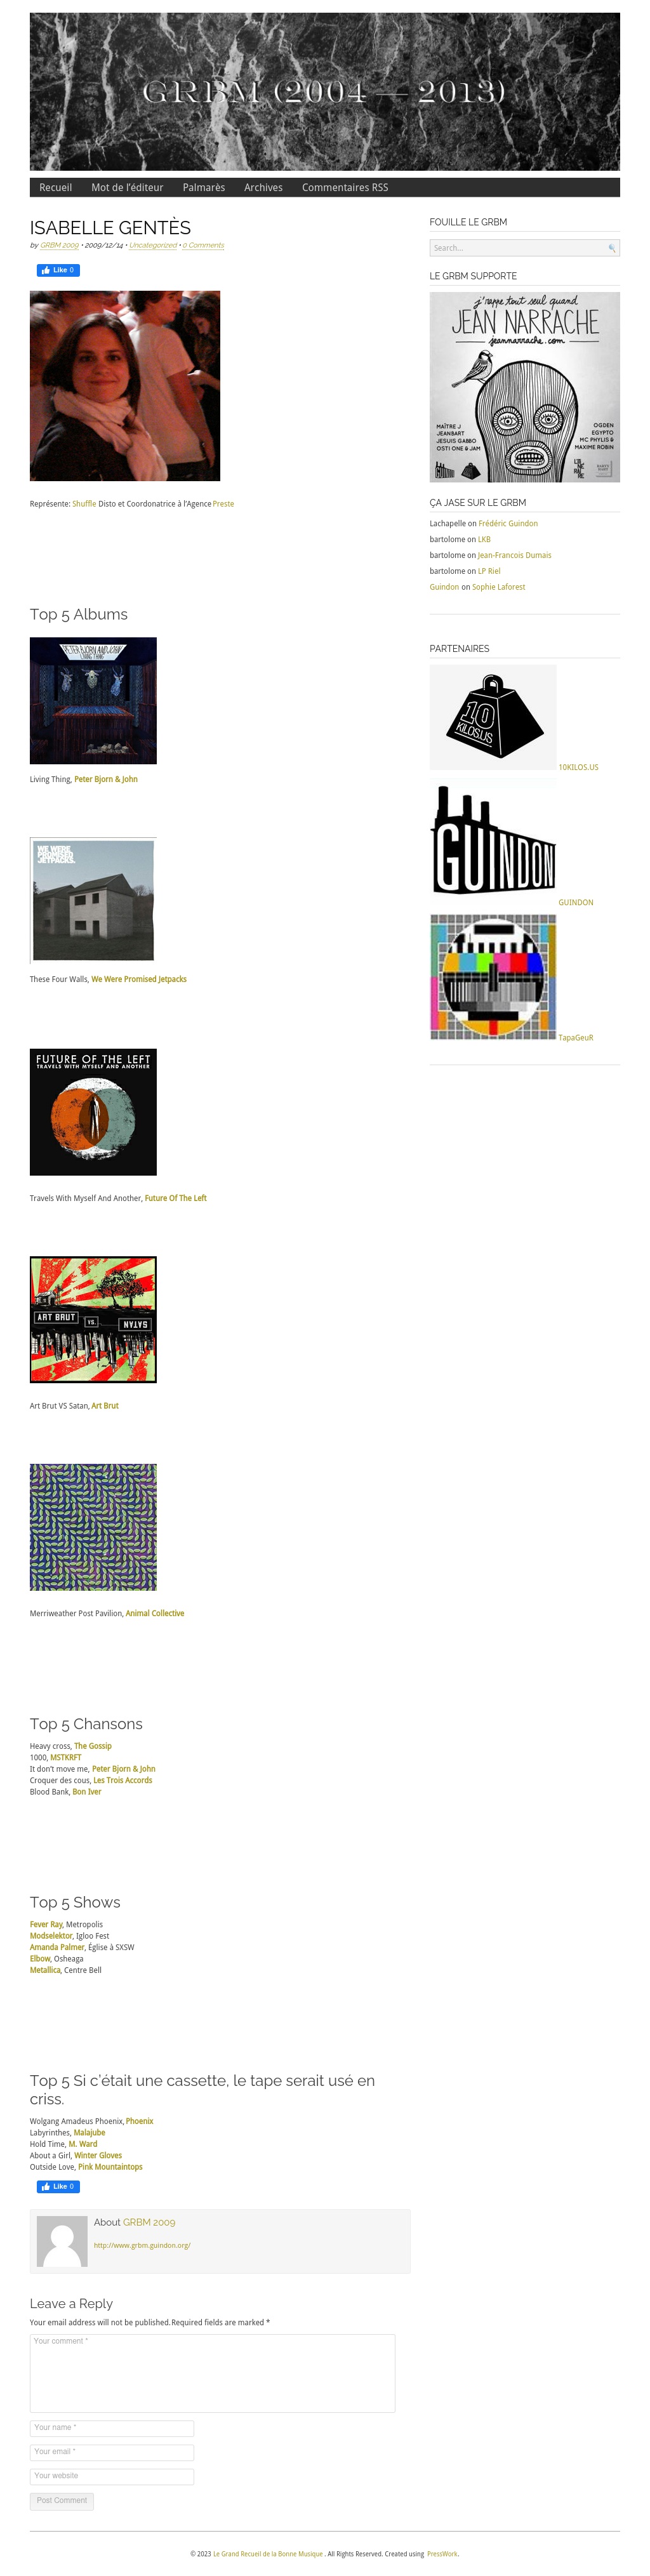 GRBM (2004 — 2013)
Recueil Mot de l'éditeur Palmarès Archives Commentaires RSS
ISABELLE GENTÈS
by GRBM 2009 • 2009/12/14 • Uncategorized • 0 Comments
Like 0
Représente: Shuffle Disto et Coordonatrice à l'Agence Preste
Top 5 Albums
PETER BJORN AND JOHN
LIVING THING
Living Thing, Peter Bjorn & John
WE WERE
PROMISED
JETPACKS.
These Four Walls, We Were Promised Jetpacks
FUTURE OF THE LEFT
TRAVELS WITH MYSELF AND ANOTHER
Travels With Myself And Another, Future Of The Left
ART BRUT VS. SATAN
Art Brut VS Satan, Art Brut
Merriweather Post Pavilion, Animal Collective
Top 5 Chansons
Heavy cross, The Gossip
1000, MSTKRFT
It don't move me, Peter Bjorn & John
Croquer des cous, Les Trois Accords
Blood Bank, Bon Iver
Top 5 Shows
Fever Ray, Metropolis
Modselektor, Igloo Fest
Amanda Palmer, Église à SXSW
Elbow, Osheaga
Metallica, Centre Bell
Top 5 Si c'était une cassette, le tape serait usé en
criss.
Wolgang Amadeus Phoenix, Phoenix
Labyrinthes, Malajube
Hold Time, M. Ward
About a Girl, Winter Gloves
Outside Love, Pink Mountaintops
Like 0
About GRBM 2009
http://www.grbm.guindon.org/
Leave a Reply
Your email address will not be published. Required fields are marked *
Your comment *
Your name *
Your email *
Your website
Post Comment
FOUILLE LE GRBM
Search...
LE GRBM SUPPORTE
j'rappe tout seul quand
JEAN NARRACHE
jeannarrache.com
MAÎTRE J
JEANBART
JESUIS GABBO
OSTI ONE & JAM
OGDEN
EGYPTO
MC PHYLIS &
MAXIME ROBIN
ÇA JASE SUR LE GRBM
Lachapelle on Frédéric Guindon
bartolome on LKB
bartolome on Jean-Francois Dumais
bartolome on LP Riel
Guindon on Sophie Laforest
PARTENAIRES
10
KILOS.US
10KILOS.US
GUINDON
GUINDON
TapaGeuR
© 2023 Le Grand Recueil de la Bonne Musique . All Rights Reserved. Created using PressWork.